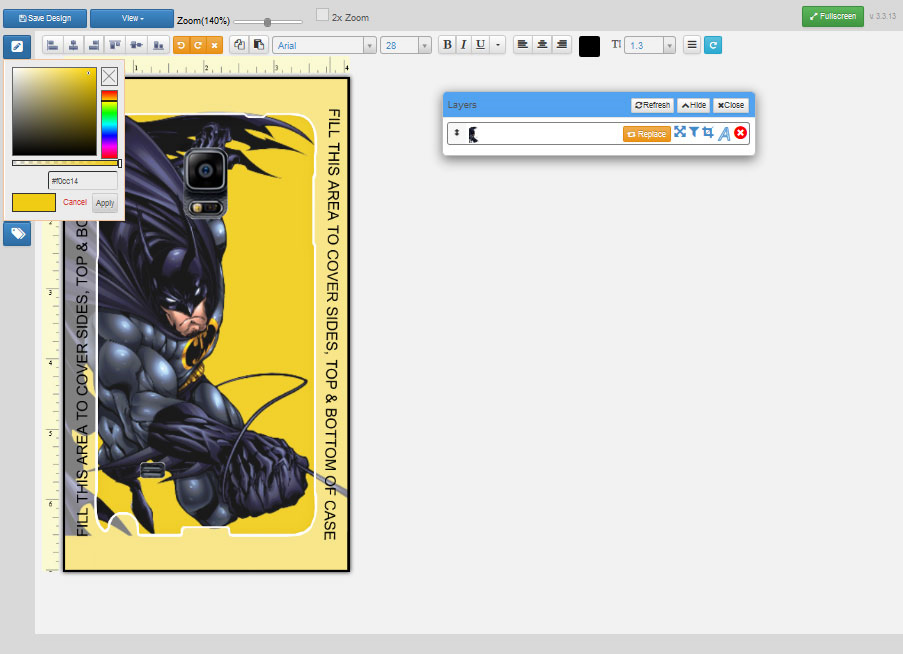 Save Design
View
Zoom(140%)
2x Zoom
Fullscreen
v 3.3.13
Arial
28
B I U
TI
1.3
1
2
3
4
#f0cc14
Cancel
Apply
Layers
Refresh
Hide
Close
Replace
A
FILL THIS AREA TO COVER SIDES, TOP & BOTTOM OF CASE
FILL THIS AREA TO COVER SIDES, TOP & BO
2
3
4
5
6